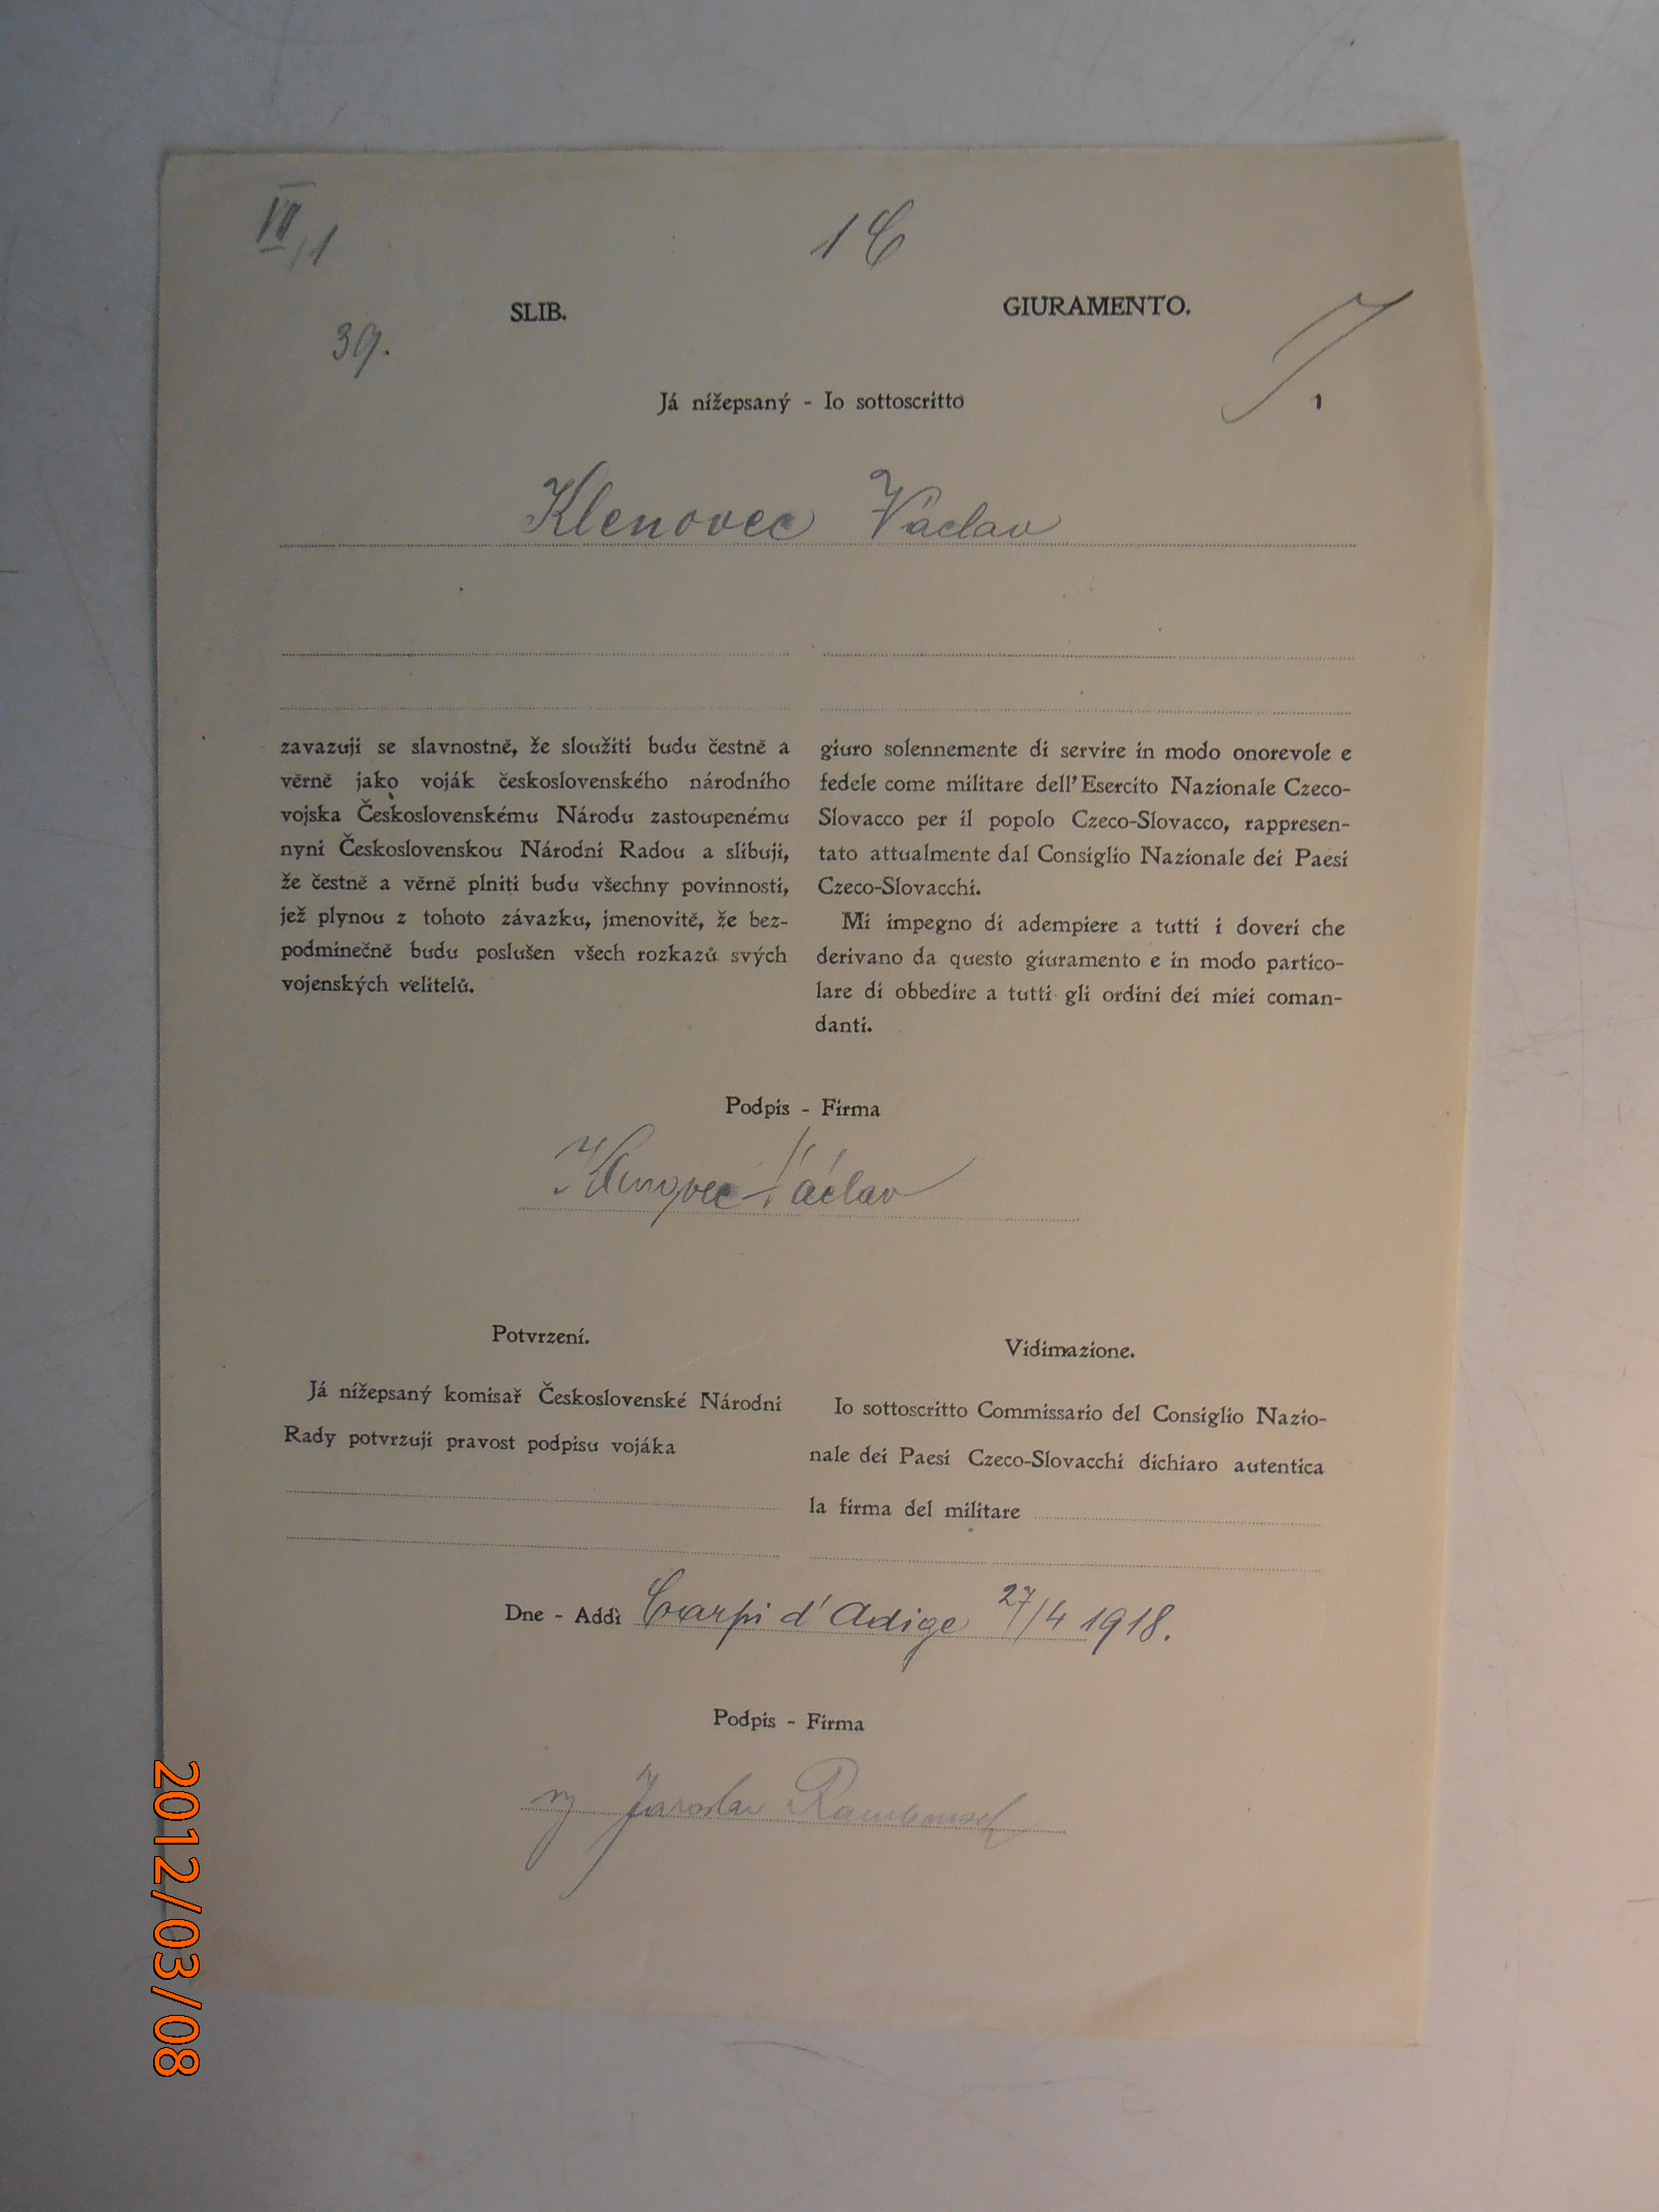 III/1
1 C
SLIB.
GIURAMENTO.
39.
Já nížepsaný - Io sottoscritto
Klenovec Václav
zavazuji se slavnostně, že sloužiti budu čestně a
věrně jako voják československého národního
vojska Československému Národu zastoupenému
nyní Československou Národní Radou a slibuji,
že čestně a věrně plniti budu všechny povinnosti,
jež plynou z tohoto závazku, jmenovitě, že bez-
podmínečně budu poslušen všech rozkazů svých
vojenských velitelů.
giuro solennemente di servire in modo onorevole e
fedele come militare dell' Esercito Nazionale Czeco-
Slovacco per il popolo Czeco-Slovacco, rappresen-
tato attualmente dal Consiglio Nazionale dei Paesi
Czeco-Slovacchi.
Mi impegno di adempiere a tutti i doveri che
derivano da questo giuramento e in modo partico-
lare di obbedire a tutti gli ordini dei miei coman-
danti.
Podpis - Firma
Klenovec Václav
Potvrzení.
Já nížepsaný komisař Československé Národní
Rady potvrzuji pravost podpisu vojáka
Vidimazione.
Io sottoscritto Commissario del Consiglio Nazio-
nale dei Paesi Czeco-Slovacchi dichiaro autentica
la firma del militare
Dne - Addì Carpi d'Adige 27/4 1918.
Podpis - Firma
Jaroslav
2012/03/08